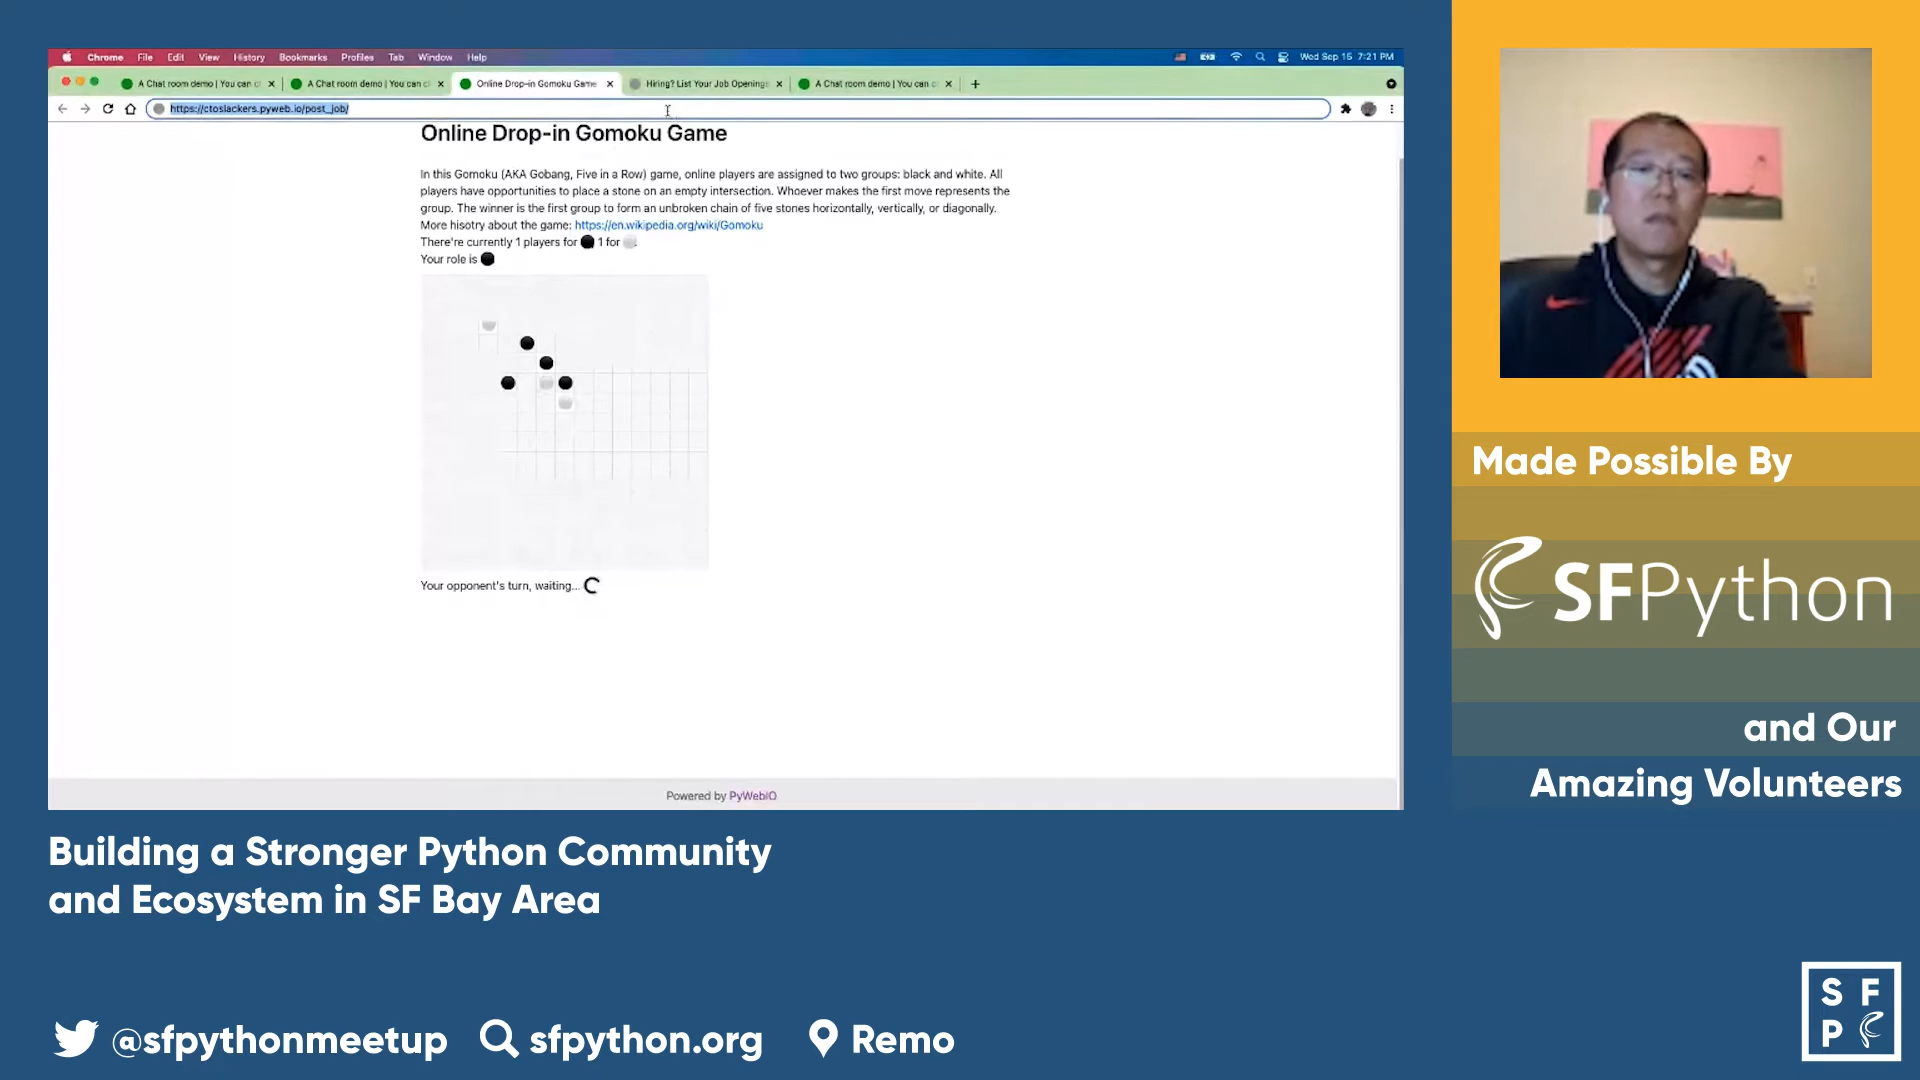 Chrome File Edit View History Bookmarks Profiles Tab Window Help Wed Sep 15 7:21 PM
A Chat room demo | You can c A Chat room demo | You can c Online Drop-in Gomoku Game Hiring? List Your Job Openings A Chat room demo | You can c
https://ctoslackers.pyweb.io/post_job/
Online Drop-in Gomoku Game
In this Gomoku (AKA Gobang, Five in a Row) game, online players are assigned to two groups: black and white. All
players have opportunities to place a stone on an empty intersection. Whoever makes the first move represents the
group. The winner is the first group to form an unbroken chain of five stones horizontally, vertically, or diagonally.
More hisotry about the game: https://en.wikipedia.org/wiki/Gomoku
There're currently 1 players for 1 for .
Your role is
Your opponent's turn, waiting...
Powered by PyWebIO
Made Possible By
SFPython
and Our
Amazing Volunteers
Building a Stronger Python Community
and Ecosystem in SF Bay Area
@sfpythonmeetup sfpython.org Remo
S F
P